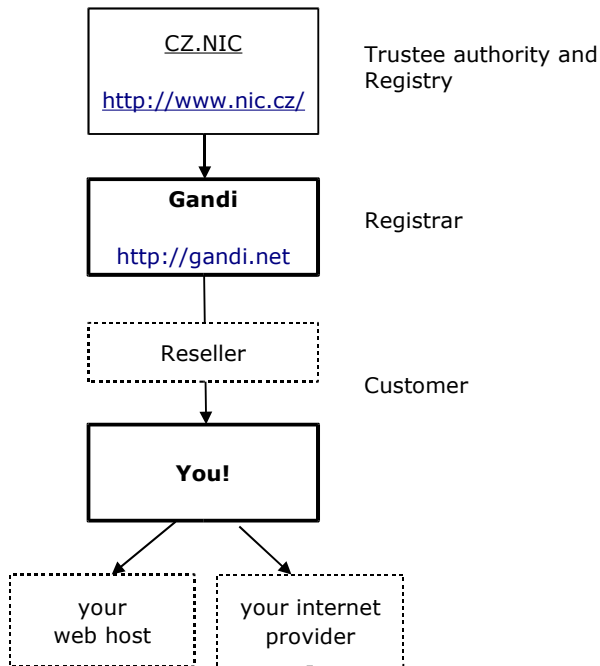 CZ.NIC
http://www.nic.cz/
Trustee authority and
Registry
Gandi
http://gandi.net
Registrar
Reseller
Customer
You!
your
web host
your internet
provider